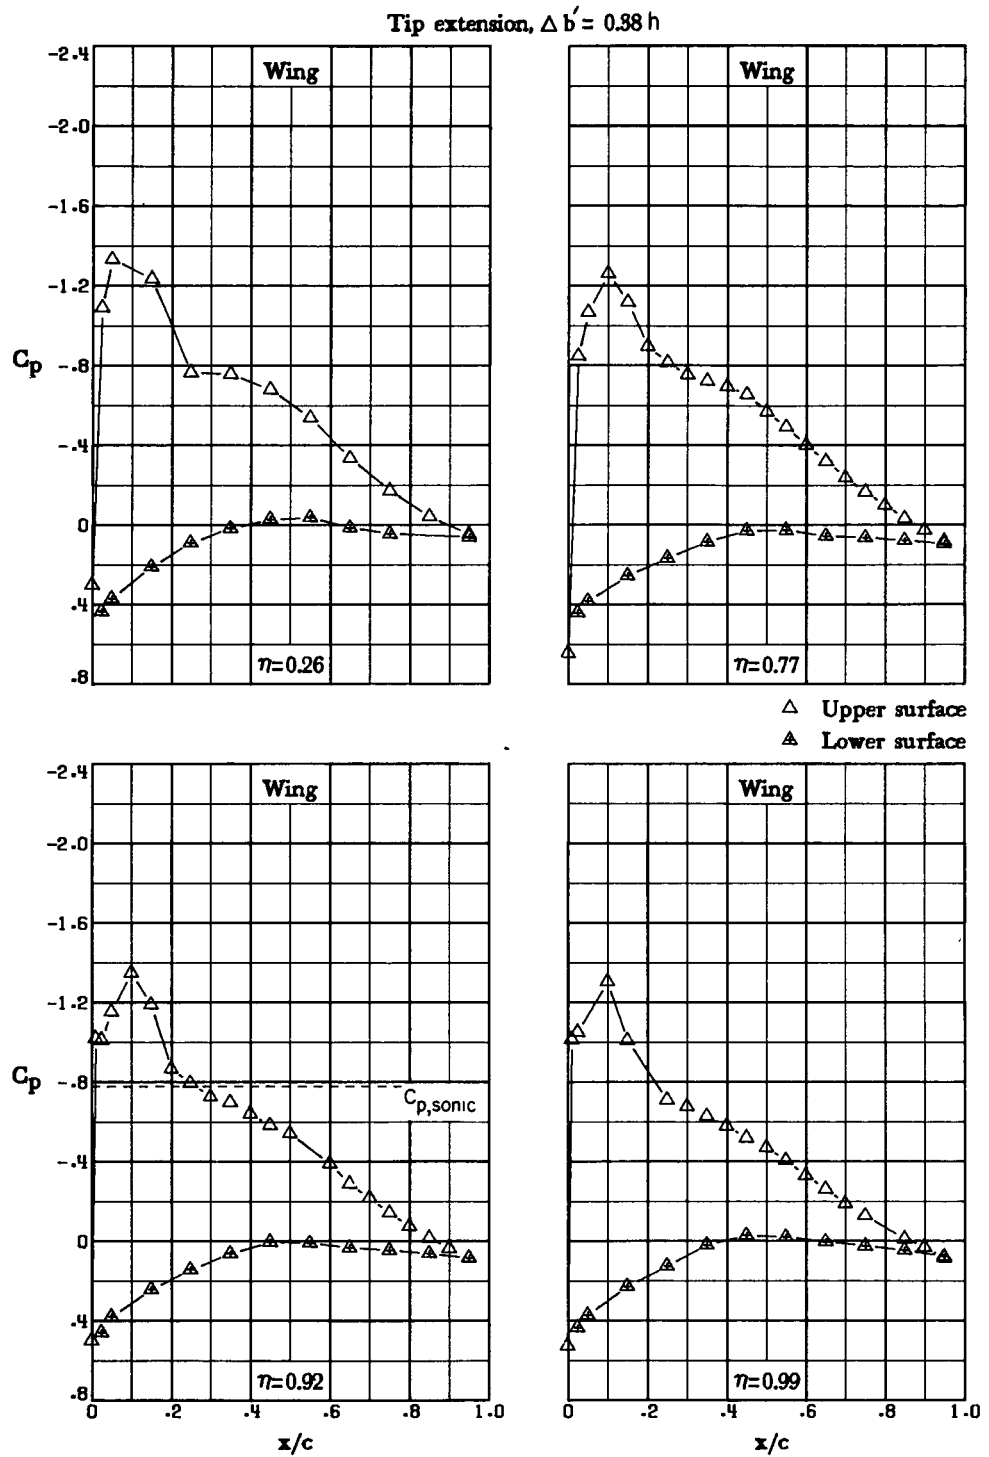 Tip extension, Δ b′ = 0.38 h
-2.4
Wing
-2.0
-1.6
-1.2
Cp
-.8
-.4
0
.4
.8
η=0.26
Wing
η=0.77
Upper surface
Lower surface
-2.4
Wing
-2.0
-1.6
-1.2
Cp
-.8
Cp,sonic
-.4
0
.4
.8
η=0.92
0 .2 .4 .6 .8 1.0
x/c
Wing
η=0.99
0 .2 .4 .6 .8 1.0
x/c